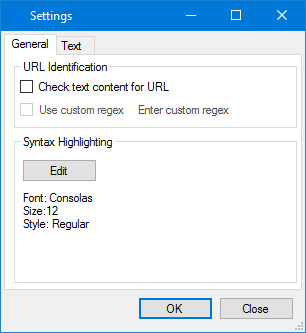 Settings
General Text
URL Identification
Check text content for URL
Use custom regex Enter custom regex
Syntax Highlighting
Edit
Font: Consolas
Size:12
Style: Regular
OK Close